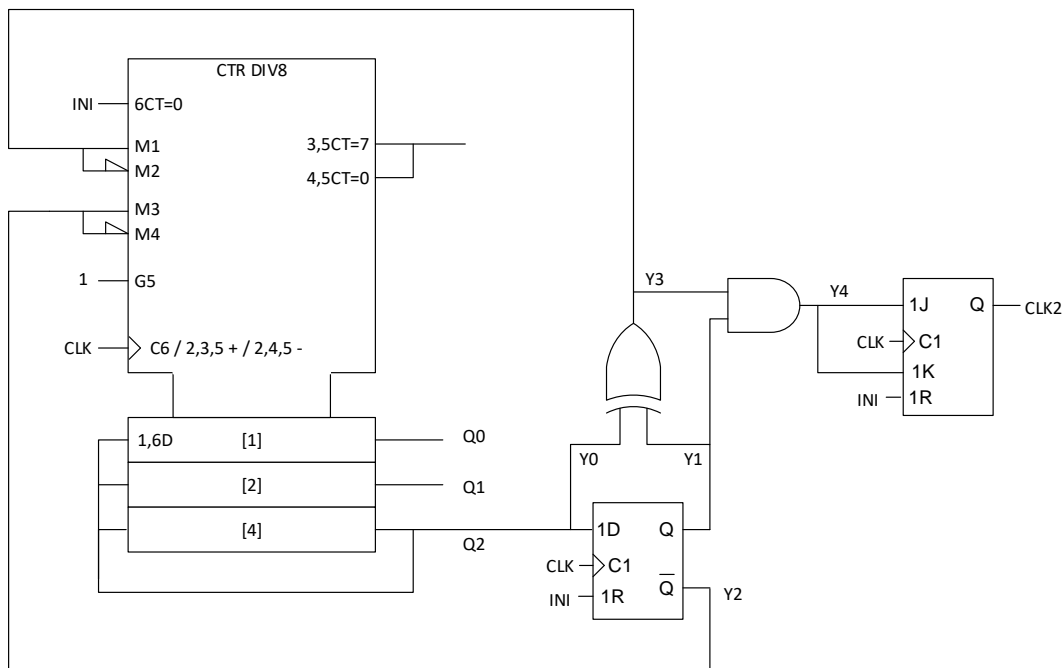 CTR DIV8
INI
6CT=0
M1
M2
M3
M4
1
G5
CLK
C6 / 2,3,5 + / 2,4,5 -
3,5CT=7
4,5CT=0
1,6D
[1]
Q0
[2]
Q1
[4]
Q2
Y3
Y0
Y1
Y4
1D
Q
CLK
C1
Q
INI
1R
Y2
1J
Q
CLK2
CLK
C1
1K
INI
1R